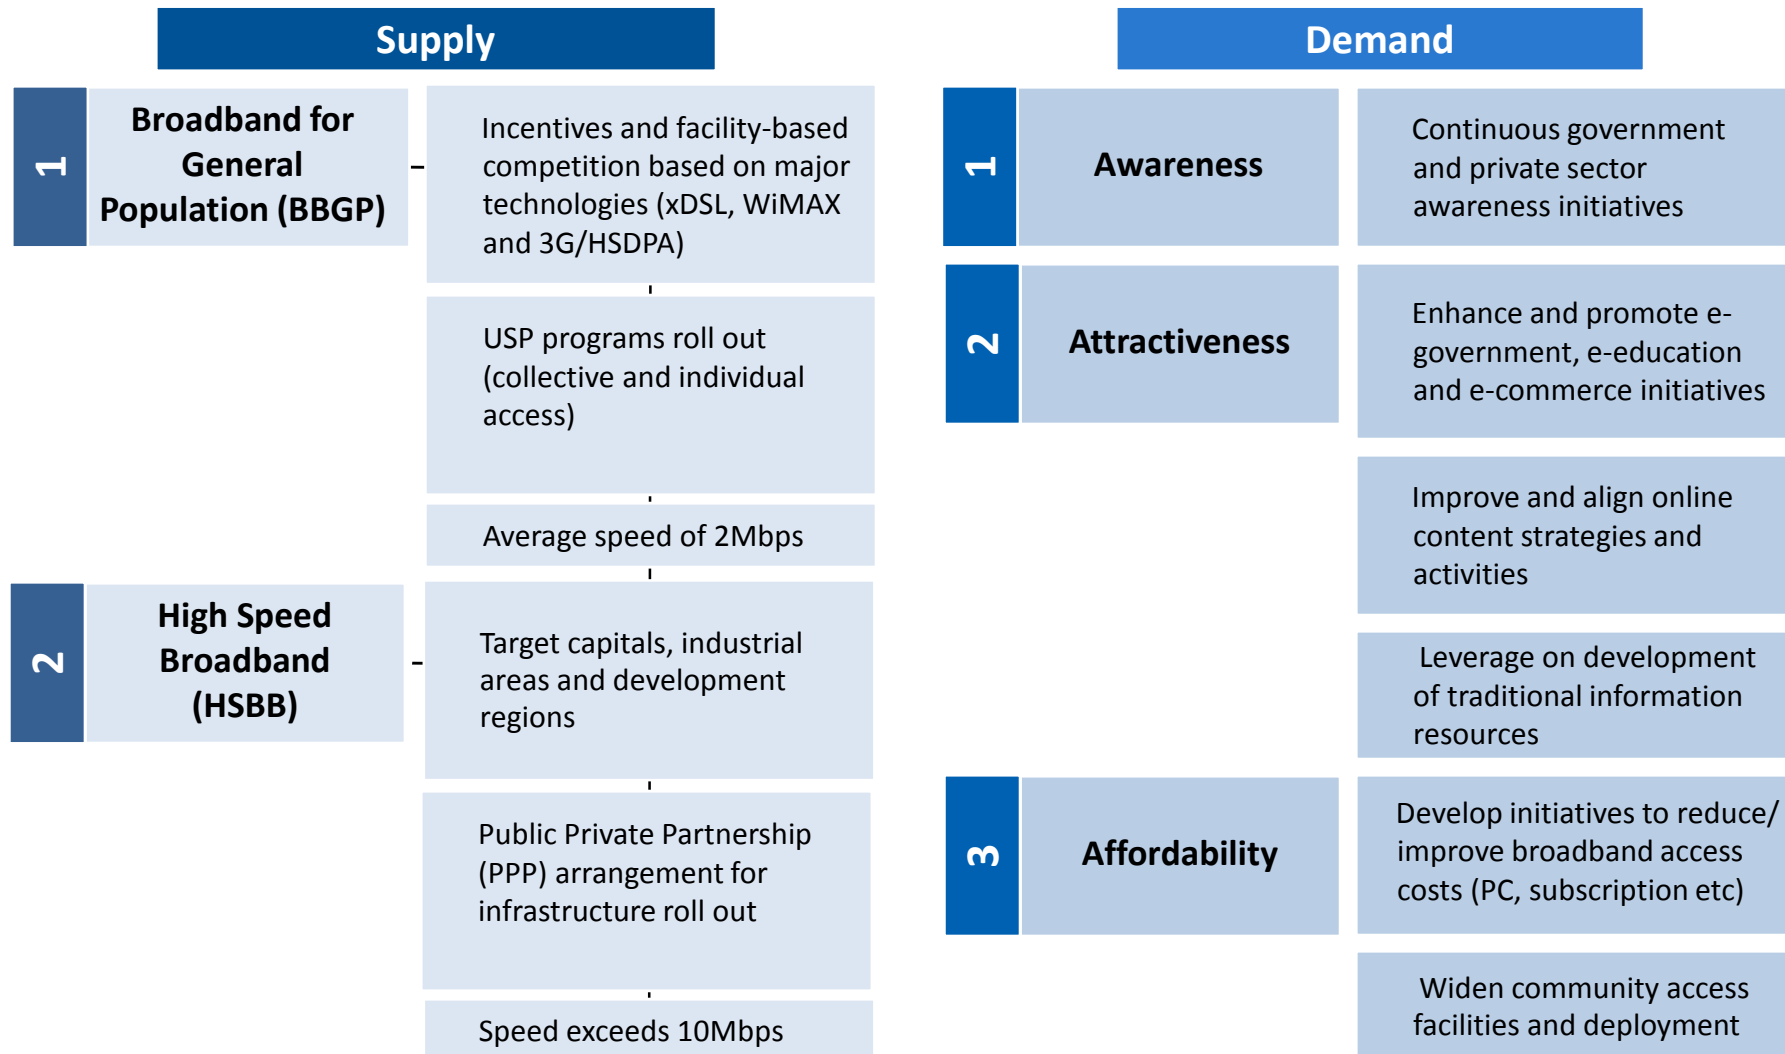 Supply
1
Broadband for
General
Population (BBGP)
Incentives and facility-based
competition based on major
technologies (xDSL, WiMAX
and 3G/HSDPA)
USP programs roll out
(collective and individual
access)
Average speed of 2Mbps
2
High Speed
Broadband
(HSBB)
Target capitals, industrial
areas and development
regions
Public Private Partnership
(PPP) arrangement for
infrastructure roll out
Speed exceeds 10Mbps
Demand
1
Awareness
Continuous government
and private sector
awareness initiatives
2
Attractiveness
Enhance and promote e-
government, e-education
and e-commerce initiatives
Improve and align online
content strategies and
activities
Leverage on development
of traditional information
resources
3
Affordability
Develop initiatives to reduce/
improve broadband access
costs (PC, subscription etc)
Widen community access
facilities and deployment